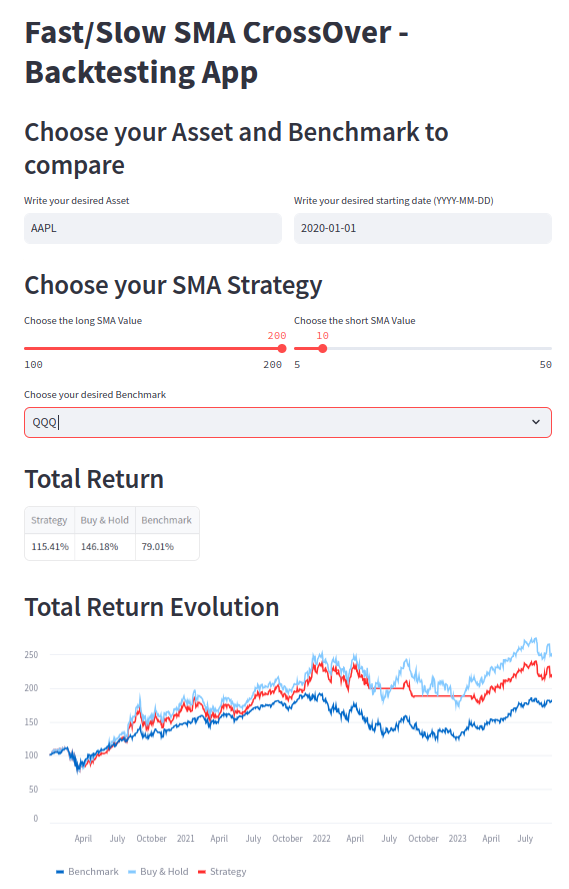 Fast/Slow SMA CrossOver -
Backtesting App
Choose your Asset and Benchmark to
compare
Write your desired Asset
Write your desired starting date (YYYY-MM-DD)
AAPL
2020-01-01
Choose your SMA Strategy
Choose the long SMA Value
Choose the short SMA Value
200
10
100
200
5
50
Choose your desired Benchmark
QQQ
Total Return
Strategy Buy & Hold Benchmark
115.41% 146.18% 79.01%
Total Return Evolution
250
200
150
100
50
0
April July October 2021 April July October 2022 April July October 2023 April July
Benchmark Buy & Hold Strategy